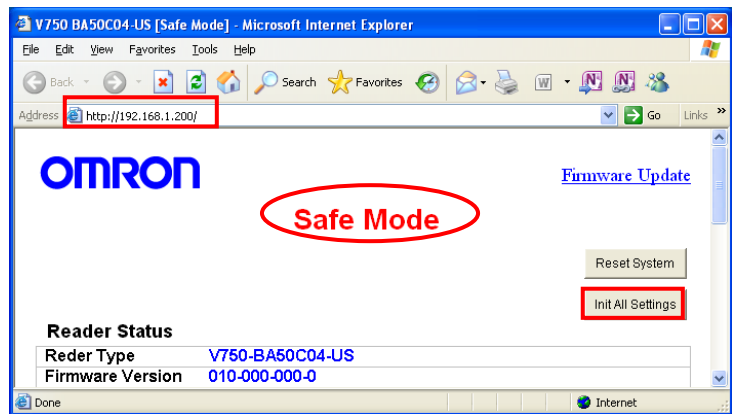 V750 BA50C04-US [Safe Mode] - Microsoft Internet Explorer
File Edit View Favorites Tools Help
Back Search Favorites
Address http://192.168.1.200/ Go Links »
OMRON
Firmware Update
Safe Mode
Reset System
Init All Settings
Reader Status
Reder Type V750-BA50C04-US
Firmware Version 010-000-000-0
Done Internet